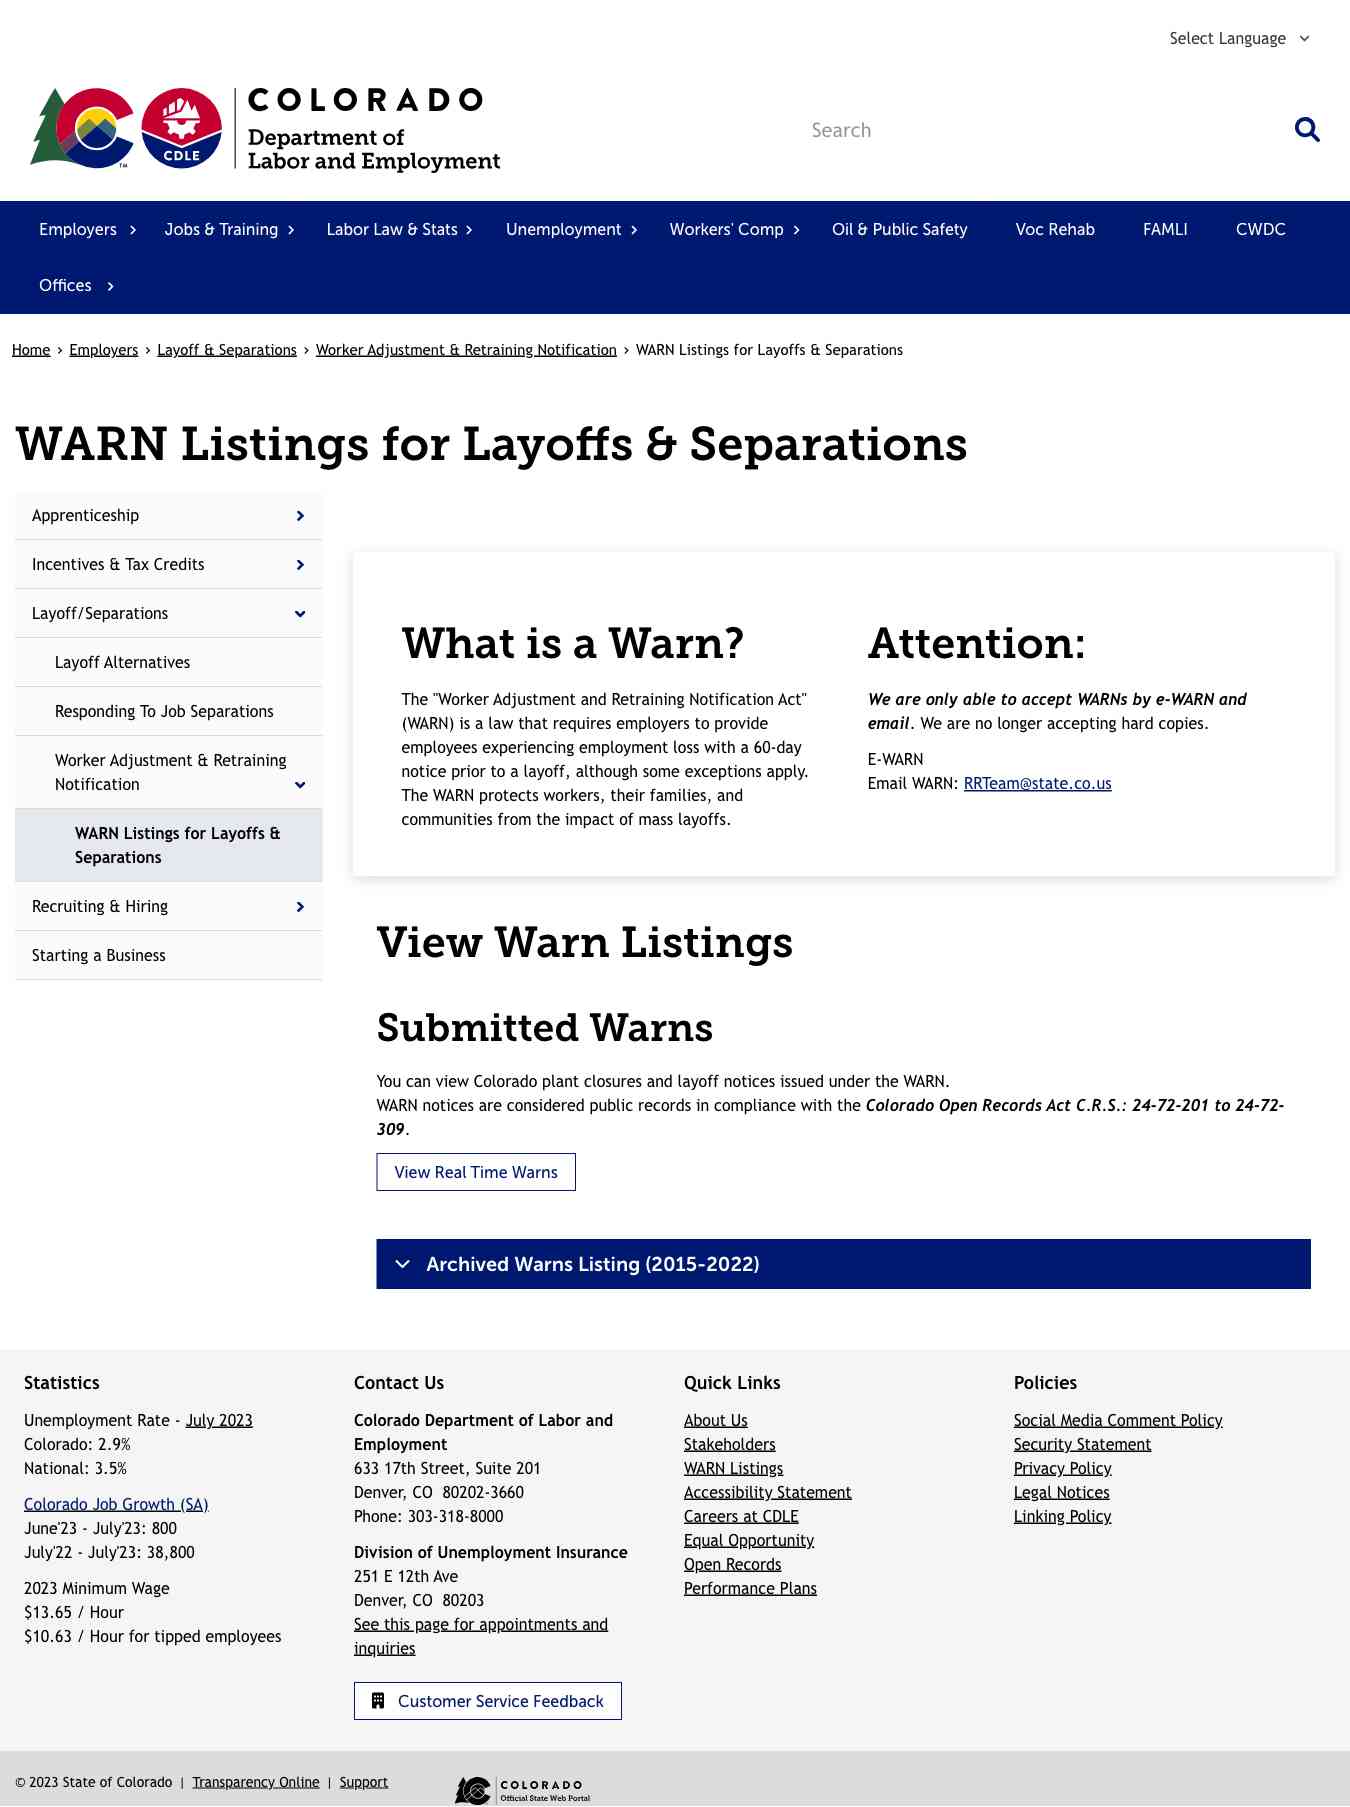 Select Language
COLORADO
Department of
Labor and Employment
CDLE
TM
Search
Employers Jobs & Training Labor Law & Stats Unemployment Workers' Comp Oil & Public Safety Voc Rehab FAMLI CWDC
Offices
Home › Employers › Layoff & Separations › Worker Adjustment & Retraining Notification › WARN Listings for Layoffs & Separations
WARN Listings for Layoffs & Separations
Apprenticeship
Incentives & Tax Credits
Layoff/Separations
Layoff Alternatives
Responding To Job Separations
Worker Adjustment & Retraining
Notification
WARN Listings for Layoffs &
Separations
Recruiting & Hiring
Starting a Business
What is a Warn?
The "Worker Adjustment and Retraining Notification Act"
(WARN) is a law that requires employers to provide
employees experiencing employment loss with a 60-day
notice prior to a layoff, although some exceptions apply.
The WARN protects workers, their families, and
communities from the impact of mass layoffs.
Attention:
We are only able to accept WARNs by e-WARN and
email. We are no longer accepting hard copies.
E-WARN
Email WARN: RRTeam@state.co.us
View Warn Listings
Submitted Warns
You can view Colorado plant closures and layoff notices issued under the WARN.
WARN notices are considered public records in compliance with the Colorado Open Records Act C.R.S.: 24-72-201 to 24-72-
309.
View Real Time Warns
Archived Warns Listing (2015-2022)
Statistics
Unemployment Rate - July 2023
Colorado: 2.9%
National: 3.5%
Colorado Job Growth (SA)
June'23 - July'23: 800
July'22 - July'23: 38,800
2023 Minimum Wage
$13.65 / Hour
$10.63 / Hour for tipped employees
Contact Us
Colorado Department of Labor and
Employment
633 17th Street, Suite 201
Denver, CO  80202-3660
Phone: 303-318-8000
Division of Unemployment Insurance
251 E 12th Ave
Denver, CO  80203
See this page for appointments and
inquiries
Customer Service Feedback
Quick Links
About Us
Stakeholders
WARN Listings
Accessibility Statement
Careers at CDLE
Equal Opportunity
Open Records
Performance Plans
Policies
Social Media Comment Policy
Security Statement
Privacy Policy
Legal Notices
Linking Policy
© 2023 State of Colorado | Transparency Online | Support
COLORADO
Official State Web Portal